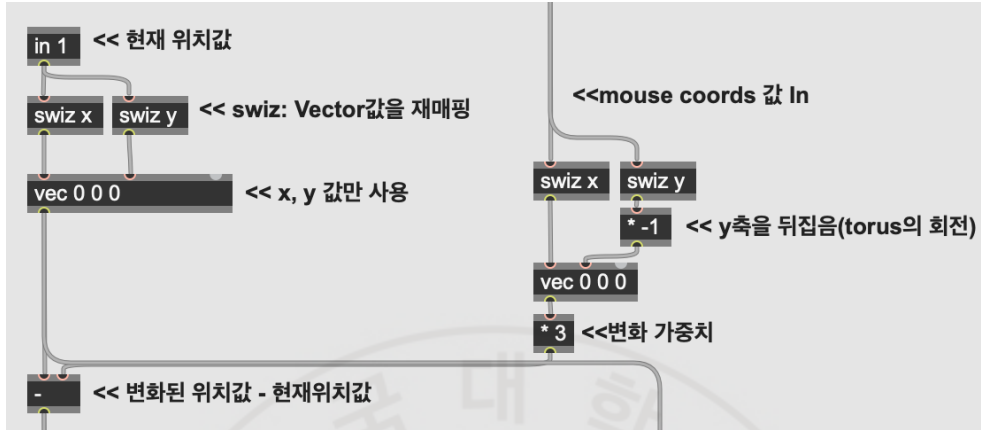 in 1 << 현재 위치값
swiz x swiz y << swiz: Vector값을 재매핑
vec 0 0 0 << x, y 값만 사용
- << 변화된 위치값 - 현재위치값
<<mouse coords 값 In
swiz x swiz y
* -1 << y축을 뒤집음(torus의 회전)
vec 0 0 0
* 3 <<변화 가중치
대
학